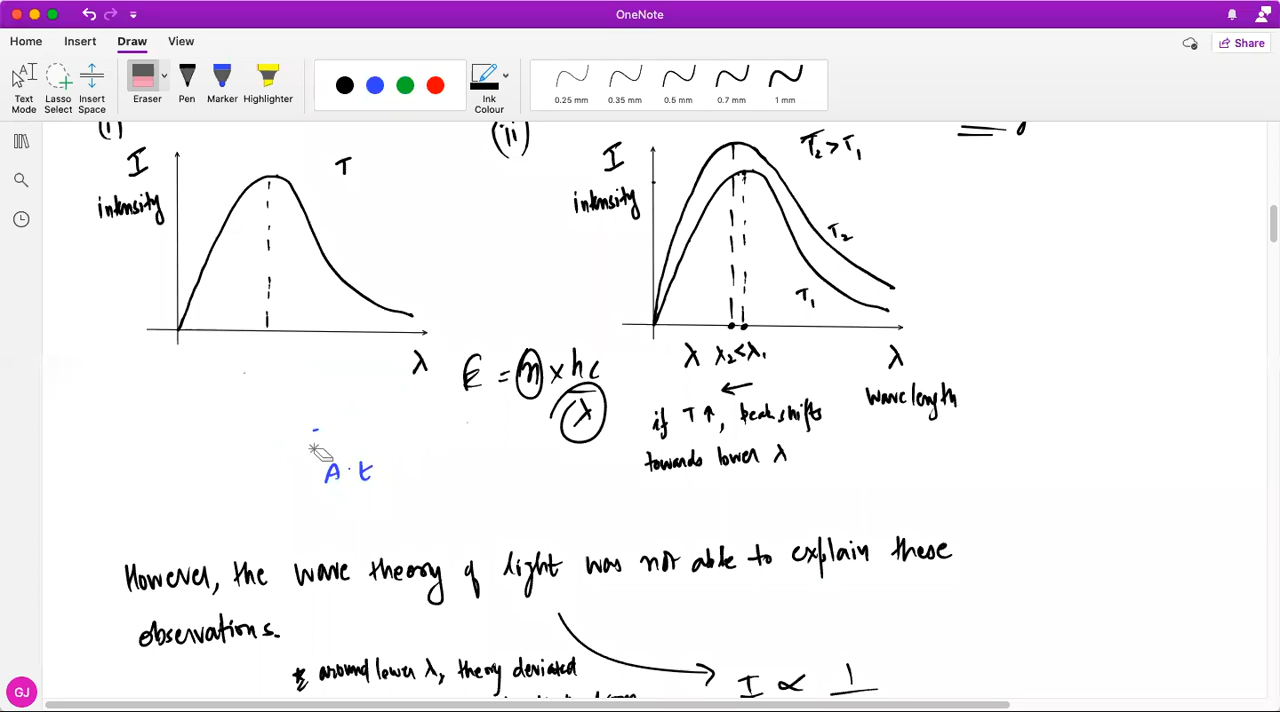 OneNote
Home Insert Draw View
Share
Text Mode
Lasso Select
Insert Space
Eraser
Pen
Marker
Highlighter
Ink Colour
0.25 mm
0.35 mm
0.5 mm
0.7 mm
1 mm
(i)
(ii)
I
intensity
T
λ
I
intensity
T₂ > T₁
T₂
T₁
λ λ₂ < λ₁
λ
wavelength
←
if T ↑, peak shifts
towards lower λ
E = n × hc
λ
A · t
However, the wave theory of light was not able to explain these
observations.
* around lower λ, theory deviated
I ∝ 1
GJ